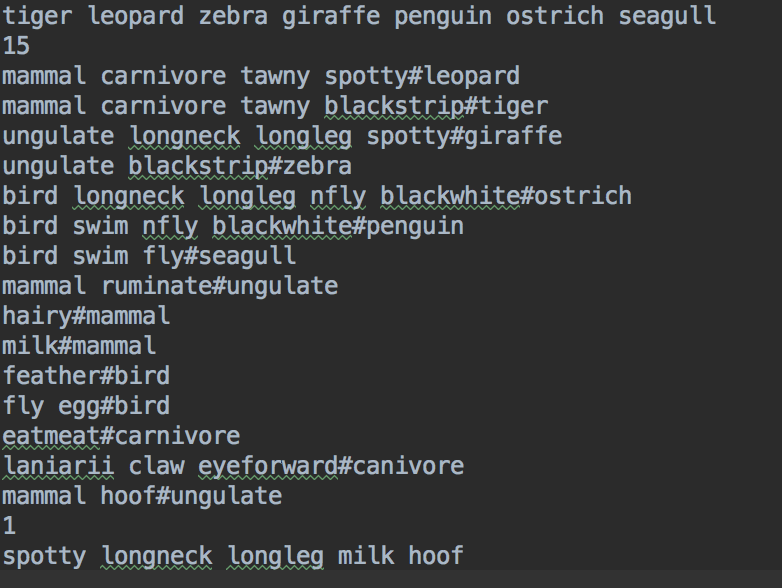 tiger leopard zebra giraffe penguin ostrich seagull
15
mammal carnivore tawny spotty#leopard
mammal carnivore tawny blackstrip#tiger
ungulate longneck longleg spotty#giraffe
ungulate blackstrip#zebra
bird longneck longleg nfly blackwhite#ostrich
bird swim nfly blackwhite#penguin
bird swim fly#seagull
mammal ruminate#ungulate
hairy#mammal
milk#mammal
feather#bird
fly egg#bird
eatmeat#carnivore
laniarii claw eyeforward#canivore
mammal hoof#ungulate
1
spotty longneck longleg milk hoof